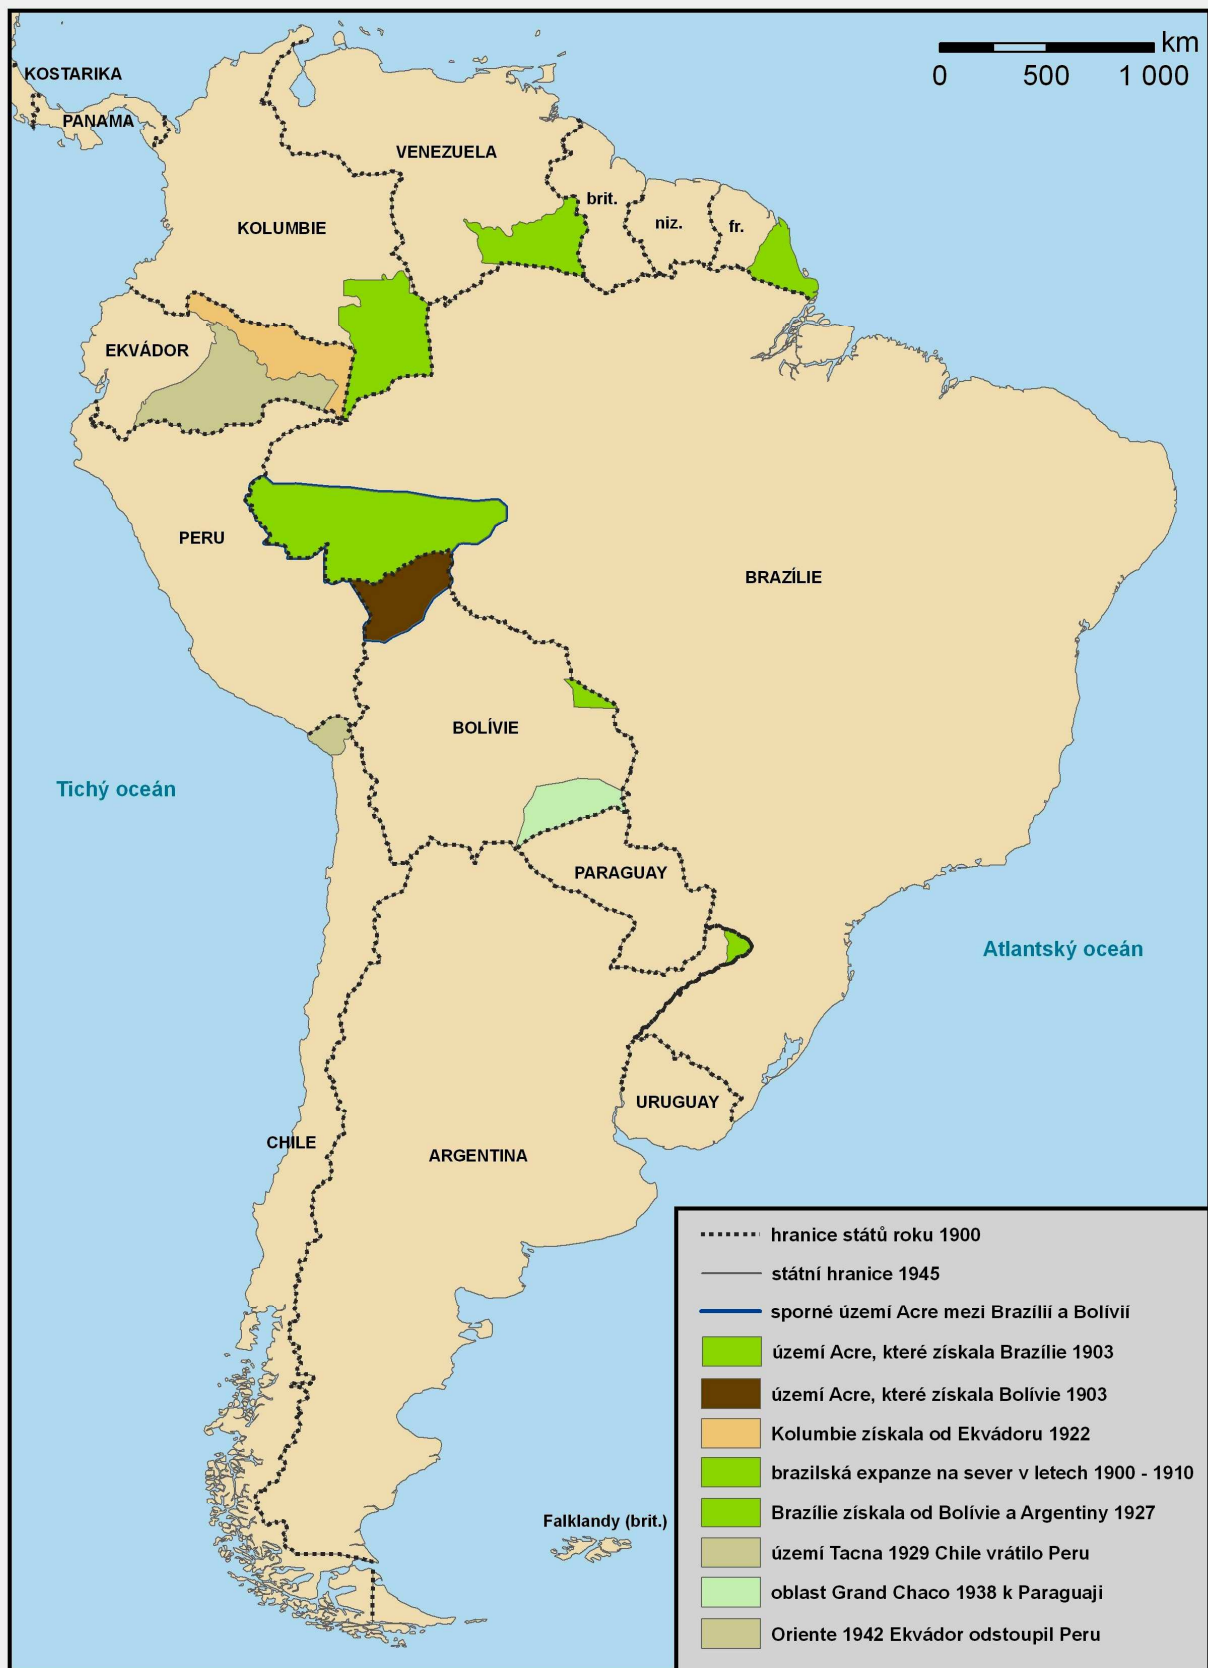 km
0 500 1 000
KOSTARIKA
PANAMA
VENEZUELA
KOLUMBIE
brit.
niz.
fr.
EKVÁDOR
PERU
BRAZÍLIE
BOLÍVIE
Tichý oceán
PARAGUAY
Atlantský oceán
URUGUAY
CHILE
ARGENTINA
Falklandy (brit.)
hranice států roku 1900
státní hranice 1945
sporné území Acre mezi Brazílií a Bolívií
území Acre, které získala Brazílie 1903
území Acre, které získala Bolívie 1903
Kolumbie získala od Ekvádoru 1922
brazilská expanze na sever v letech 1900 - 1910
Brazílie získala od Bolívie a Argentiny 1927
území Tacna 1929 Chile vrátilo Peru
oblast Grand Chaco 1938 k Paraguaji
Oriente 1942 Ekvádor odstoupil Peru